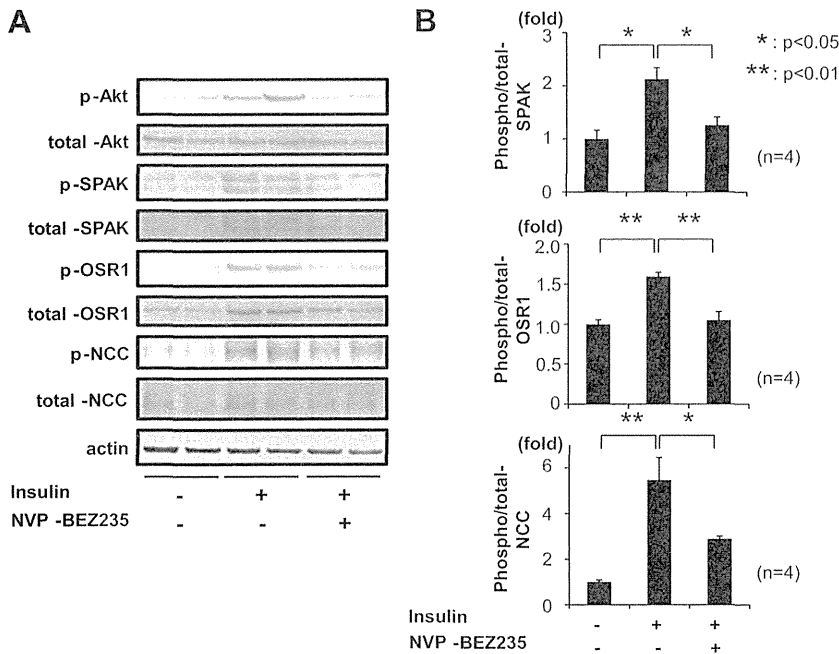 A
p-Akt
total -Akt
p-SPAK
total -SPAK
p-OSR1
total -OSR1
p-NCC
total -NCC
actin
Insulin - + +
NVP -BEZ235 - - +
B
(fold)
Phospho/total-
SPAK
3
2
1
0
* *
* : p<0.05
** : p<0.01
(n=4)
(fold)
Phospho/total-
OSR1
2.0
1.5
1.0
0.5
0.0
** **
(n=4)
(fold)
Phospho/total-
NCC
6
4
2
0
** *
(n=4)
Insulin - + +
NVP -BEZ235 - - +